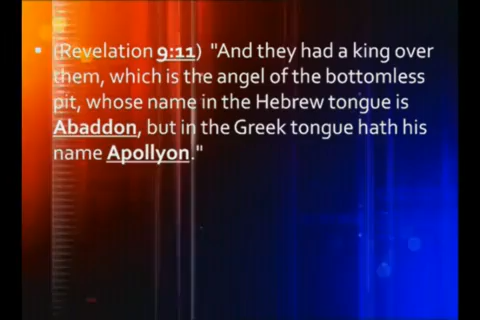 (Revelation 9:11) "And they had a king over
them, which is the angel of the bottomless
pit, whose name in the Hebrew tongue is
Abaddon, but in the Greek tongue hath his
name Apollyon."